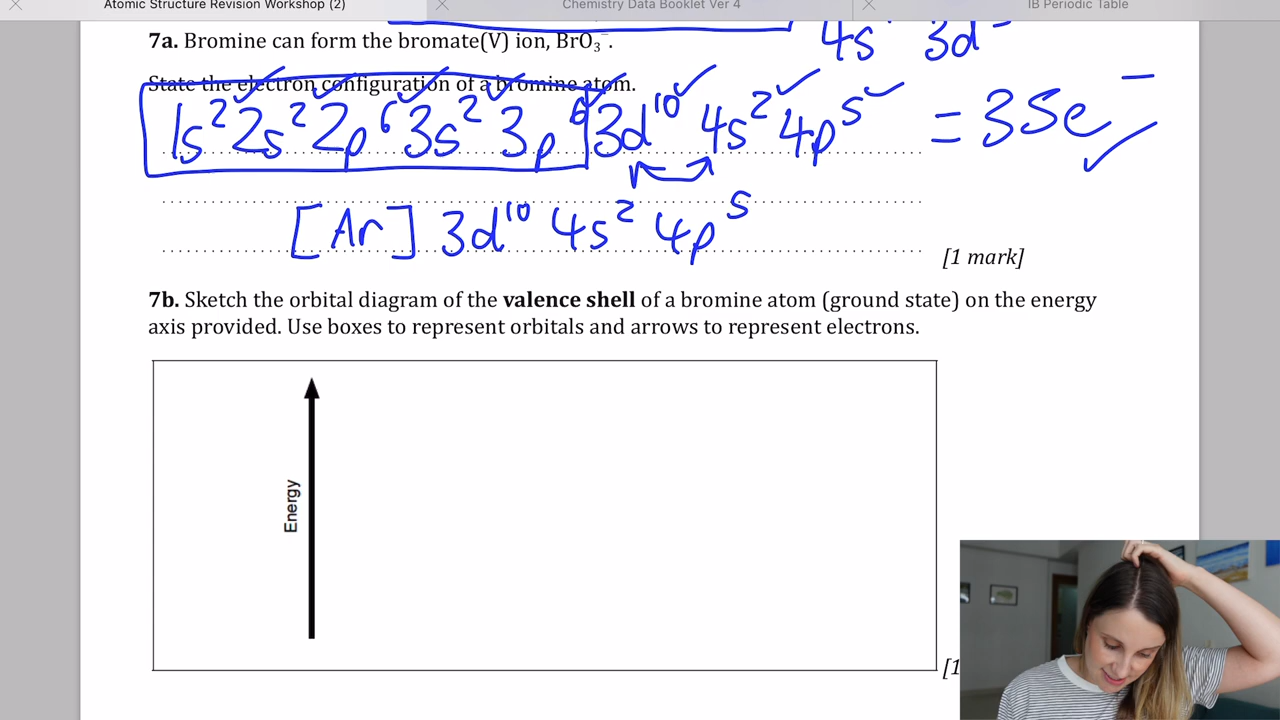 Atomic Structure Revision Workshop (2)
Chemistry Data Booklet Ver 4
IB Periodic Table
4s 3d
7a. Bromine can form the bromate(V) ion, BrO₃⁻.
State the electron configuration of a bromine atom.
1s² 2s² 2p⁶ 3s² 3p⁶ 3d¹⁰ 4s² 4p⁵ = 35e⁻
[Ar] 3d¹⁰ 4s² 4p⁵
[1 mark]
7b. Sketch the orbital diagram of the valence shell of a bromine atom (ground state) on the energy
axis provided. Use boxes to represent orbitals and arrows to represent electrons.
Energy
[1